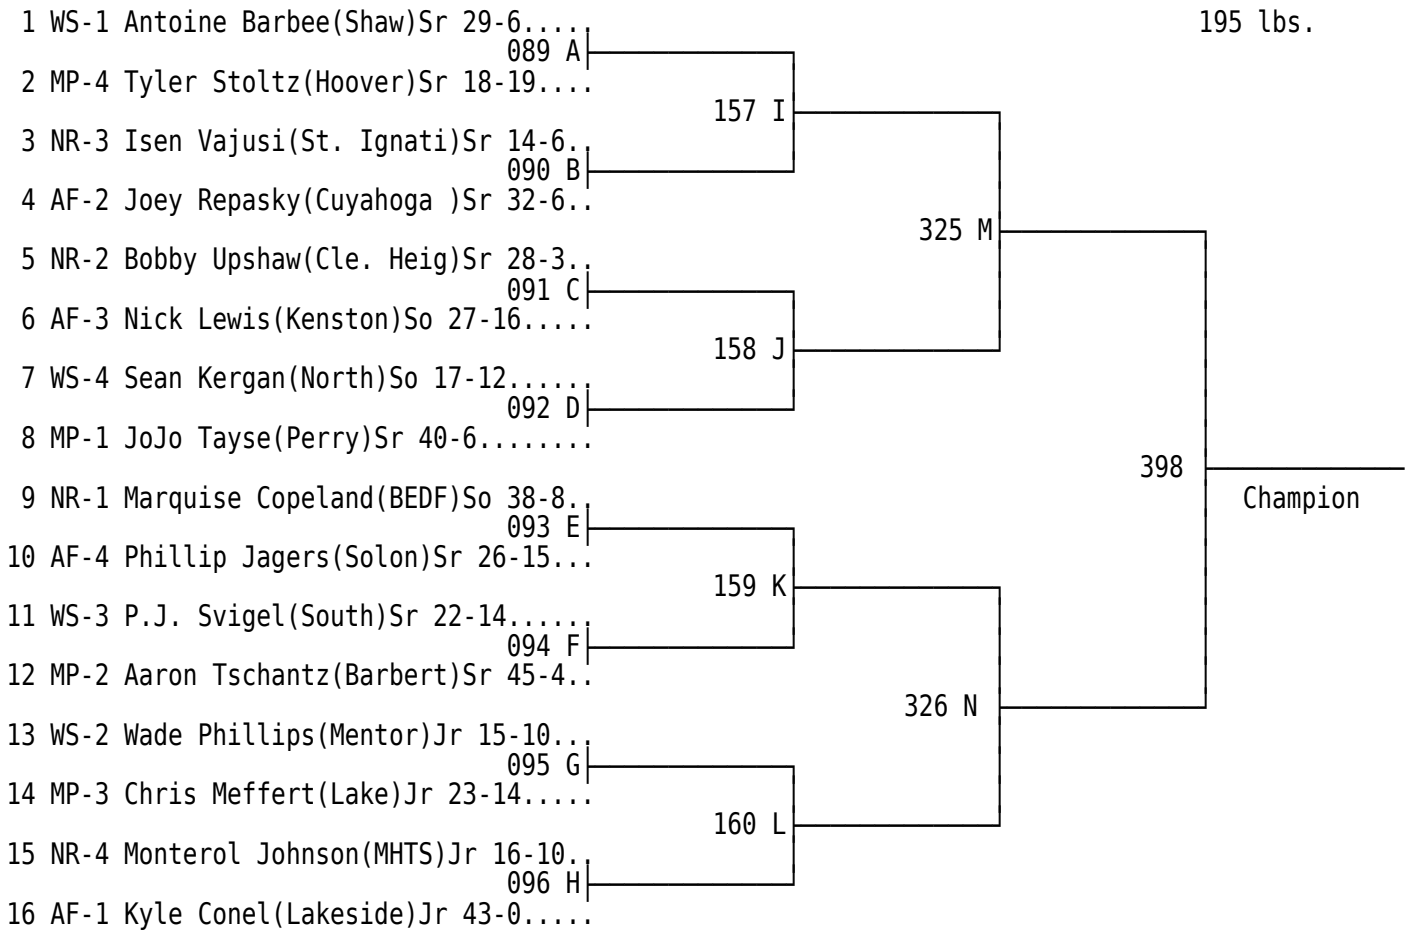 1 WS-1 Antoine Barbee(Shaw)Sr 29-6.....
195 lbs.
089 A
2 MP-4 Tyler Stoltz(Hoover)Sr 18-19....
157 I
3 NR-3 Isen Vajusi(St. Ignati)Sr 14-6..
090 B
4 AF-2 Joey Repasky(Cuyahoga )Sr 32-6..
325 M
5 NR-2 Bobby Upshaw(Cle. Heig)Sr 28-3..
091 C
6 AF-3 Nick Lewis(Kenston)So 27-16.....
158 J
7 WS-4 Sean Kergan(North)So 17-12......
092 D
8 MP-1 JoJo Tayse(Perry)Sr 40-6........
398
Champion
9 NR-1 Marquise Copeland(BEDF)So 38-8..
093 E
10 AF-4 Phillip Jagers(Solon)Sr 26-15...
159 K
11 WS-3 P.J. Svigel(South)Sr 22-14......
094 F
12 MP-2 Aaron Tschantz(Barbert)Sr 45-4..
326 N
13 WS-2 Wade Phillips(Mentor)Jr 15-10...
095 G
14 MP-3 Chris Meffert(Lake)Jr 23-14.....
160 L
15 NR-4 Monterol Johnson(MHTS)Jr 16-10..
096 H
16 AF-1 Kyle Conel(Lakeside)Jr 43-0.....